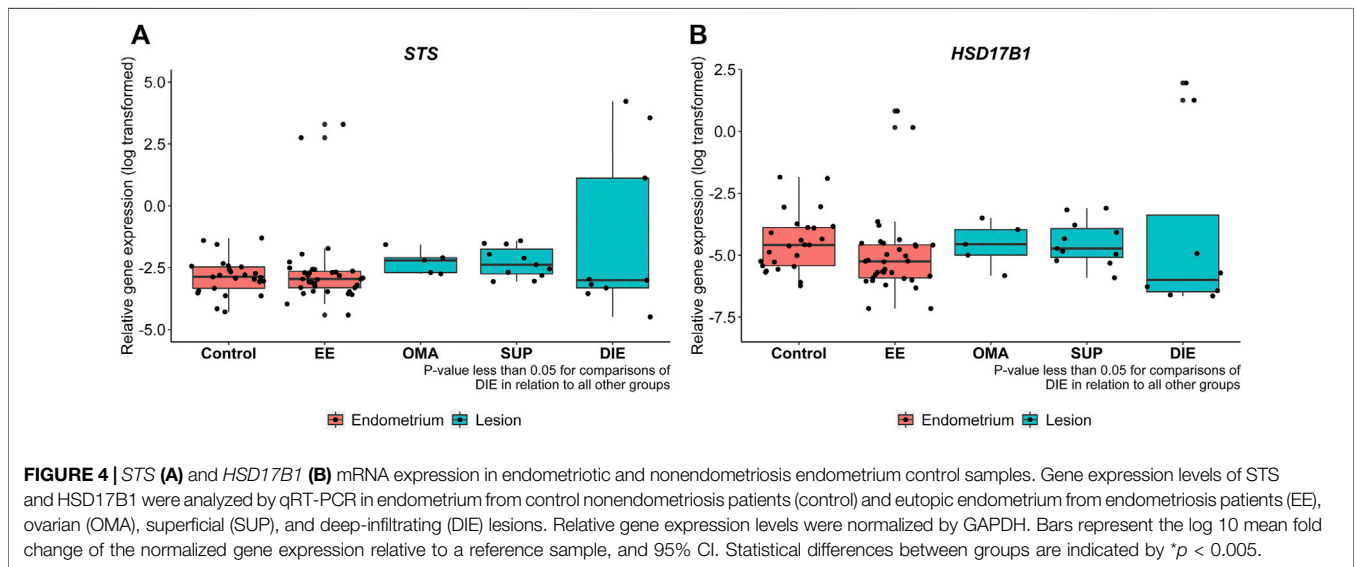 A
STS
Relative gene expression (log transformed)
5.0
2.5
0.0
-2.5
-5.0
Control EE OMA SUP DIE
P-value less than 0.05 for comparisons of
DIE in relation to all other groups
Endometrium Lesion
B
HSD17B1
Relative gene expression (log transformed)
2.5
0.0
-2.5
-5.0
-7.5
Control EE OMA SUP DIE
P-value less than 0.05 for comparisons of
DIE in relation to all other groups
Endometrium Lesion
FIGURE 4 | STS (A) and HSD17B1 (B) mRNA expression in endometriotic and nonendometriosis endometrium control samples. Gene expression levels of STS
and HSD17B1 were analyzed by qRT-PCR in endometrium from control nonendometriosis patients (control) and eutopic endometrium from endometriosis patients (EE),
ovarian (OMA), superficial (SUP), and deep-infiltrating (DIE) lesions. Relative gene expression levels were normalized by GAPDH. Bars represent the log 10 mean fold
change of the normalized gene expression relative to a reference sample, and 95% CI. Statistical differences between groups are indicated by *p < 0.005.